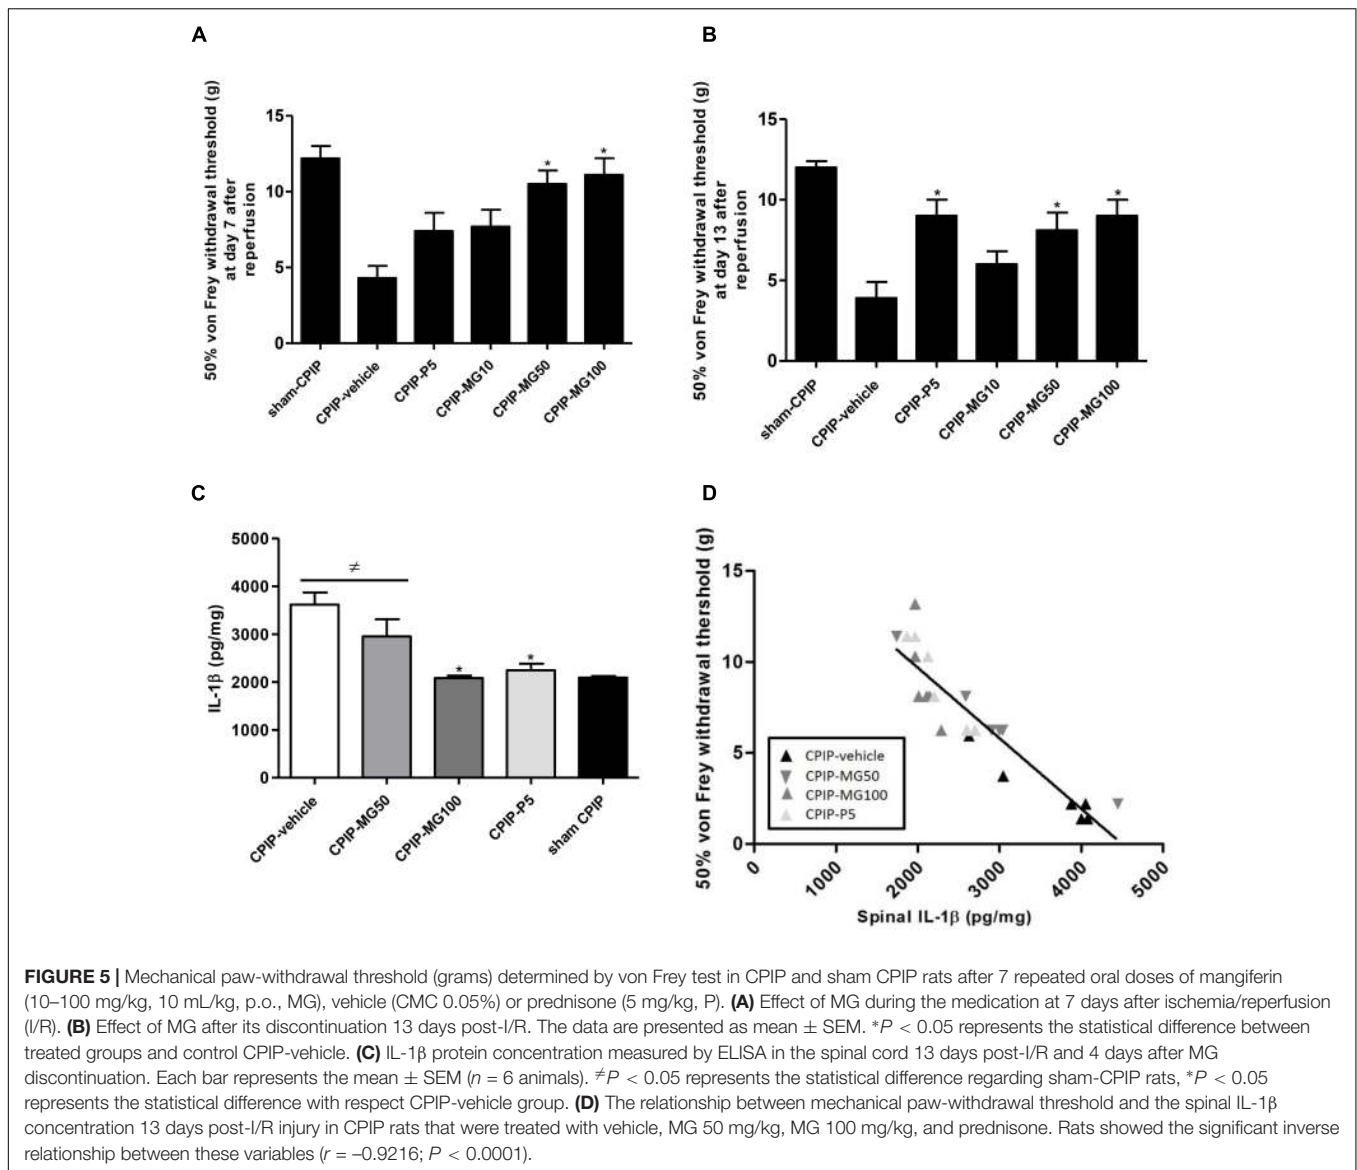 A
50% von Frey withdrawal threshold (g)
at day 7 after
reperfusion
15
10
5
0
sham-CPIP
CPIP-vehicle
CPIP-P5
CPIP-MG10
CPIP-MG50
CPIP-MG100
*
*
B
50% von Frey withdrawal threshold (g)
at day 13 after
reperfusion
15
10
5
0
sham-CPIP
CPIP-vehicle
CPIP-P5
CPIP-MG10
CPIP-MG50
CPIP-MG100
*
*
*
C
IL-1β (pg/mg)
5000
4000
3000
2000
1000
0
≠
*
*
CPIP-vehicle
CPIP-MG50
CPIP-MG100
CPIP-P5
sham CPIP
D
50% von Frey withdrawal thershold (g)
15
10
5
0
CPIP-vehicle
CPIP-MG50
CPIP-MG100
CPIP-P5
0
1000
2000
3000
4000
5000
Spinal IL-1β (pg/mg)
FIGURE 5 | Mechanical paw-withdrawal threshold (grams) determined by von Frey test in CPIP and sham CPIP rats after 7 repeated oral doses of mangiferin
(10–100 mg/kg, 10 mL/kg, p.o., MG), vehicle (CMC 0.05%) or prednisone (5 mg/kg, P). (A) Effect of MG during the medication at 7 days after ischemia/reperfusion
(I/R). (B) Effect of MG after its discontinuation 13 days post-I/R. The data are presented as mean ± SEM. *P < 0.05 represents the statistical difference between
treated groups and control CPIP-vehicle. (C) IL-1β protein concentration measured by ELISA in the spinal cord 13 days post-I/R and 4 days after MG
discontinuation. Each bar represents the mean ± SEM (n = 6 animals). ≠P < 0.05 represents the statistical difference regarding sham-CPIP rats, *P < 0.05
represents the statistical difference with respect CPIP-vehicle group. (D) The relationship between mechanical paw-withdrawal threshold and the spinal IL-1β
concentration 13 days post-I/R injury in CPIP rats that were treated with vehicle, MG 50 mg/kg, MG 100 mg/kg, and prednisone. Rats showed the significant inverse
relationship between these variables (r = –0.9216; P < 0.0001).